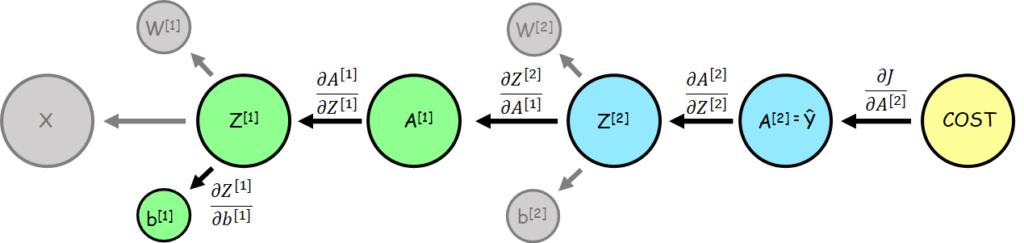 W[1]
W[2]
∂A[1]
∂Z[1]
∂Z[2]
∂A[1]
∂A[2]
∂Z[2]
∂J
∂A[2]
X
Z[1]
A[1]
Z[2]
A[2] = Ŷ
COST
b[1]
∂Z[1]
∂b[1]
b[2]